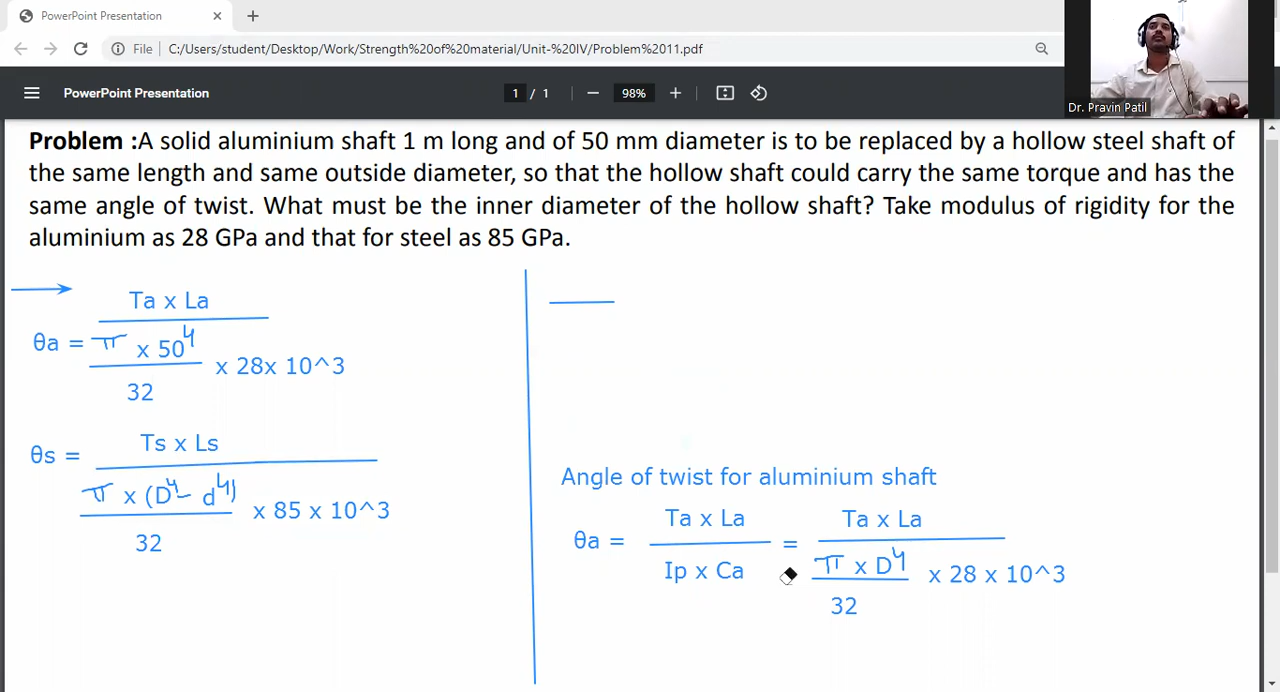 PowerPoint Presentation
File C:/Users/student/Desktop/Work/Strength%20of%20material/Unit-%20IV/Problem%2011.pdf
PowerPoint Presentation
1 / 1
98%
Dr. Pravin Patil
Problem :A solid aluminium shaft 1 m long and of 50 mm diameter is to be replaced by a hollow steel shaft of
the same length and same outside diameter, so that the hollow shaft could carry the same torque and has the
same angle of twist. What must be the inner diameter of the hollow shaft? Take modulus of rigidity for the
aluminium as 28 GPa and that for steel as 85 GPa.
Ta x La
θa =
π x 50^4
x 28x 10^3
32
Ts x Ls
θs =
π x (D^4 - d^4)
x 85 x 10^3
32
Angle of twist for aluminium shaft
Ta x La
Ta x La
θa =
=
Ip x Ca
π x D^4
x 28 x 10^3
32